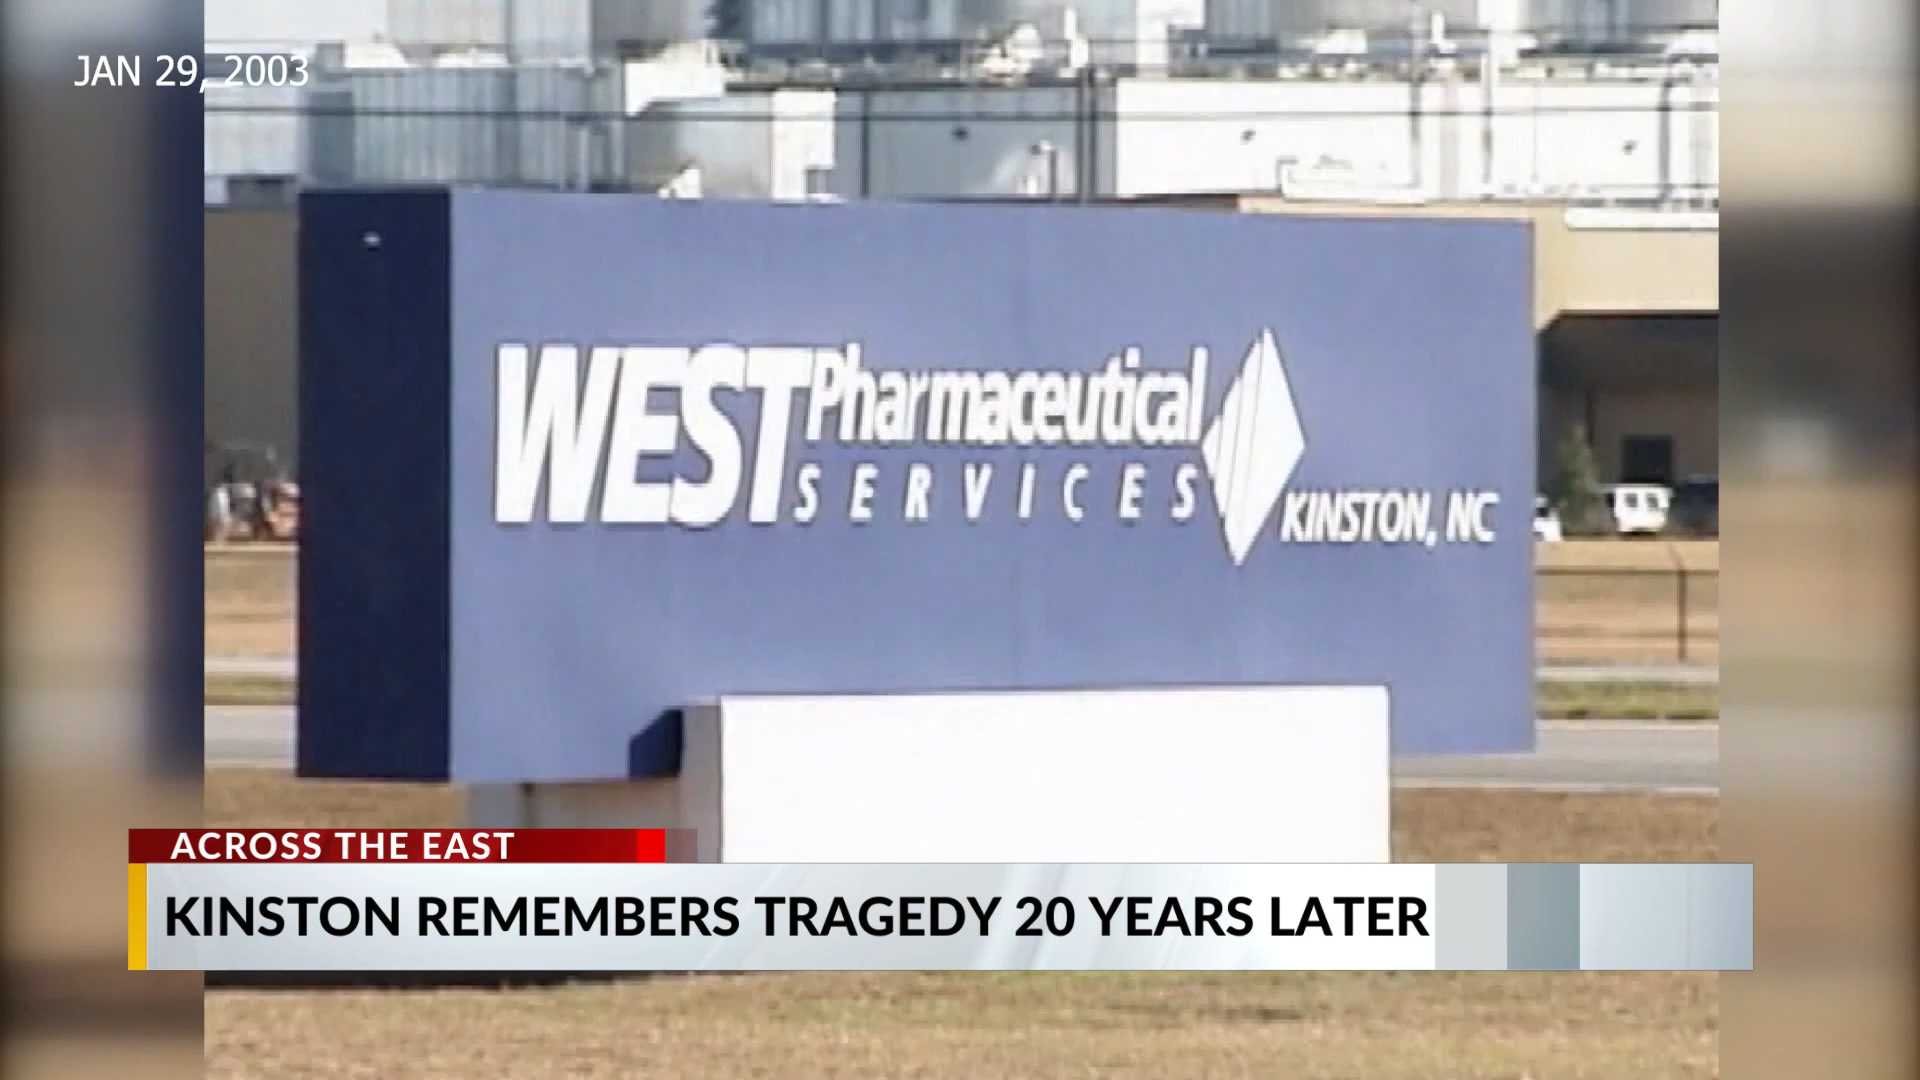 JAN 29, 2003
WEST Pharmaceutical
SERVICES
KINSTON, NC
ACROSS THE EAST
KINSTON REMEMBERS TRAGEDY 20 YEARS LATER